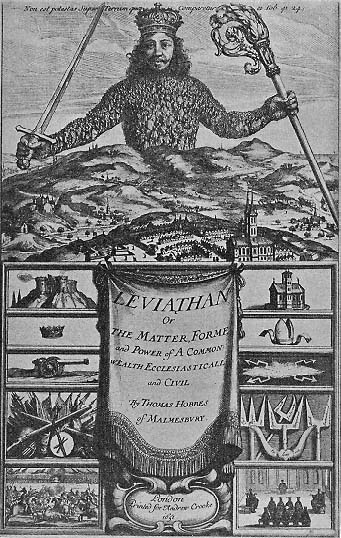 Non est potestas Super Terram quae Comparetur ei Iob. 41. 24.
LEVIATHAN
Or
THE MATTER, FORME
and POWER of A COMMON-
WEALTH ECCLESIASTICALL
and CIVIL.
By THOMAS HOBBES
of MALMESBURY.
London
Printed for Andrew Crooke
1651